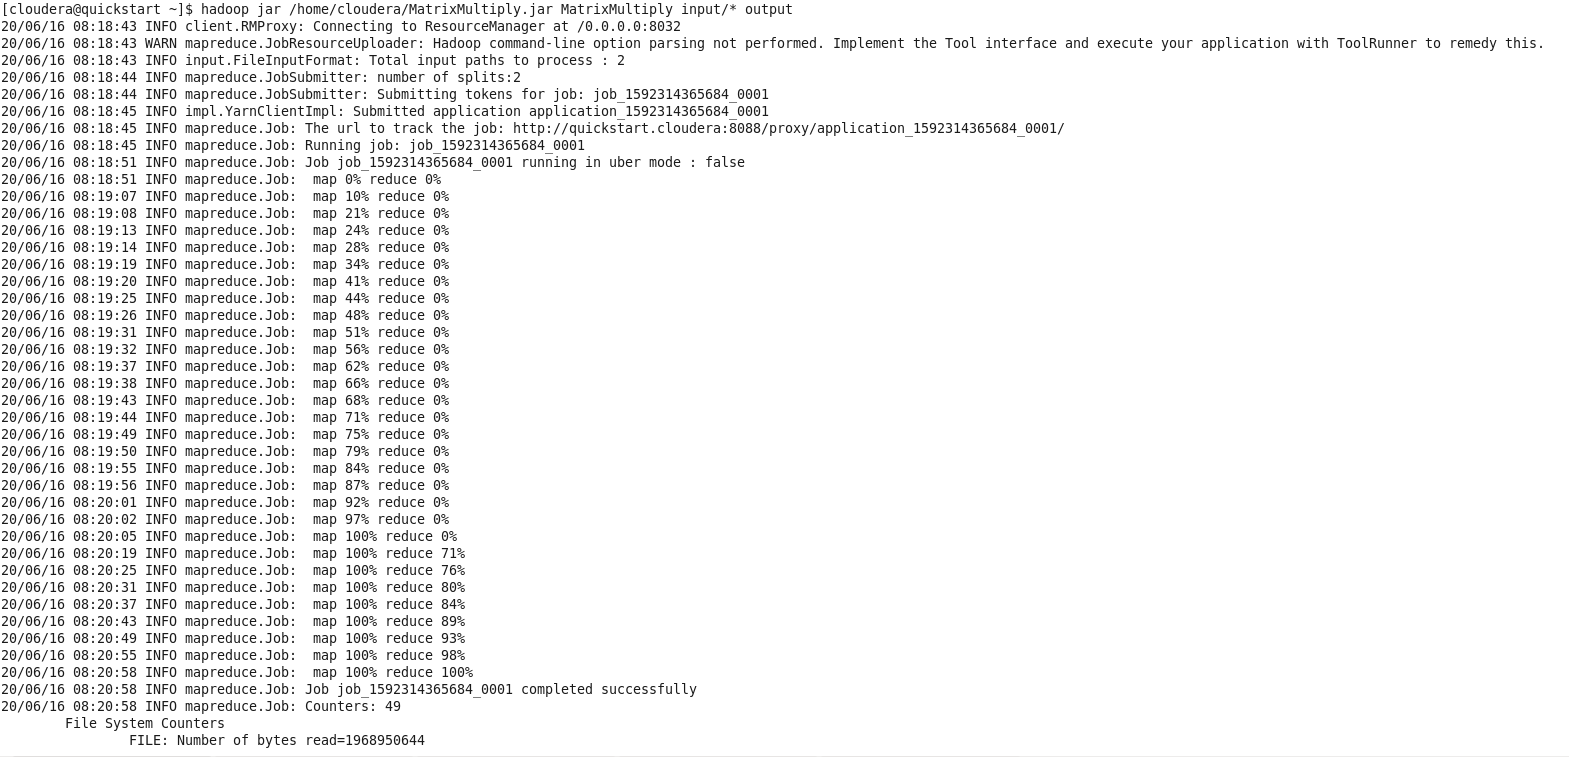 [cloudera@quickstart ~]$ hadoop jar /home/cloudera/MatrixMultiply.jar MatrixMultiply input/* output
20/06/16 08:18:43 INFO client.RMProxy: Connecting to ResourceManager at /0.0.0.0:8032
20/06/16 08:18:43 WARN mapreduce.JobResourceUploader: Hadoop command-line option parsing not performed. Implement the Tool interface and execute your application with ToolRunner to remedy this.
20/06/16 08:18:43 INFO input.FileInputFormat: Total input paths to process : 2
20/06/16 08:18:44 INFO mapreduce.JobSubmitter: number of splits:2
20/06/16 08:18:44 INFO mapreduce.JobSubmitter: Submitting tokens for job: job_1592314365684_0001
20/06/16 08:18:45 INFO impl.YarnClientImpl: Submitted application application_1592314365684_0001
20/06/16 08:18:45 INFO mapreduce.Job: The url to track the job: http://quickstart.cloudera:8088/proxy/application_1592314365684_0001/
20/06/16 08:18:45 INFO mapreduce.Job: Running job: job_1592314365684_0001
20/06/16 08:18:51 INFO mapreduce.Job: Job job_1592314365684_0001 running in uber mode : false
20/06/16 08:18:51 INFO mapreduce.Job:  map 0% reduce 0%
20/06/16 08:19:07 INFO mapreduce.Job:  map 10% reduce 0%
20/06/16 08:19:08 INFO mapreduce.Job:  map 21% reduce 0%
20/06/16 08:19:13 INFO mapreduce.Job:  map 24% reduce 0%
20/06/16 08:19:14 INFO mapreduce.Job:  map 28% reduce 0%
20/06/16 08:19:19 INFO mapreduce.Job:  map 34% reduce 0%
20/06/16 08:19:20 INFO mapreduce.Job:  map 41% reduce 0%
20/06/16 08:19:25 INFO mapreduce.Job:  map 44% reduce 0%
20/06/16 08:19:26 INFO mapreduce.Job:  map 48% reduce 0%
20/06/16 08:19:31 INFO mapreduce.Job:  map 51% reduce 0%
20/06/16 08:19:32 INFO mapreduce.Job:  map 56% reduce 0%
20/06/16 08:19:37 INFO mapreduce.Job:  map 62% reduce 0%
20/06/16 08:19:38 INFO mapreduce.Job:  map 66% reduce 0%
20/06/16 08:19:43 INFO mapreduce.Job:  map 68% reduce 0%
20/06/16 08:19:44 INFO mapreduce.Job:  map 71% reduce 0%
20/06/16 08:19:49 INFO mapreduce.Job:  map 75% reduce 0%
20/06/16 08:19:50 INFO mapreduce.Job:  map 79% reduce 0%
20/06/16 08:19:55 INFO mapreduce.Job:  map 84% reduce 0%
20/06/16 08:19:56 INFO mapreduce.Job:  map 87% reduce 0%
20/06/16 08:20:01 INFO mapreduce.Job:  map 92% reduce 0%
20/06/16 08:20:02 INFO mapreduce.Job:  map 97% reduce 0%
20/06/16 08:20:05 INFO mapreduce.Job:  map 100% reduce 0%
20/06/16 08:20:19 INFO mapreduce.Job:  map 100% reduce 71%
20/06/16 08:20:25 INFO mapreduce.Job:  map 100% reduce 76%
20/06/16 08:20:31 INFO mapreduce.Job:  map 100% reduce 80%
20/06/16 08:20:37 INFO mapreduce.Job:  map 100% reduce 84%
20/06/16 08:20:43 INFO mapreduce.Job:  map 100% reduce 89%
20/06/16 08:20:49 INFO mapreduce.Job:  map 100% reduce 93%
20/06/16 08:20:55 INFO mapreduce.Job:  map 100% reduce 98%
20/06/16 08:20:58 INFO mapreduce.Job:  map 100% reduce 100%
20/06/16 08:20:58 INFO mapreduce.Job: Job job_1592314365684_0001 completed successfully
20/06/16 08:20:58 INFO mapreduce.Job: Counters: 49
        File System Counters
                FILE: Number of bytes read=1968950644